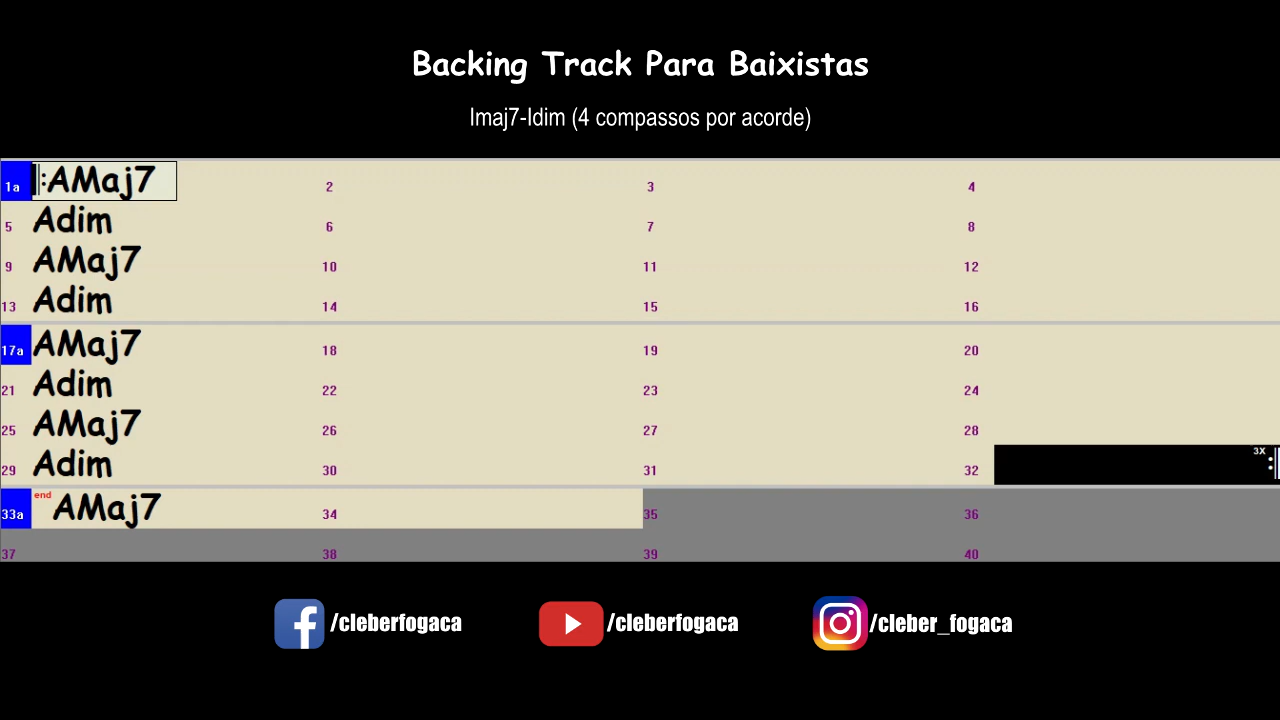 Backing Track Para Baixistas
Imaj7-Idim (4 compassos por acorde)
1a :AMaj7 2 3 4
5 Adim 6 7 8
9 AMaj7 10 11 12
13 Adim 14 15 16
17a AMaj7 18 19 20
21 Adim 22 23 24
25 AMaj7 26 27 28
29 Adim 30 31 32 3X :
33a end AMaj7 34 35 36
37 38 39 40
/cleberfogaca /cleberfogaca /cleber_fogaca